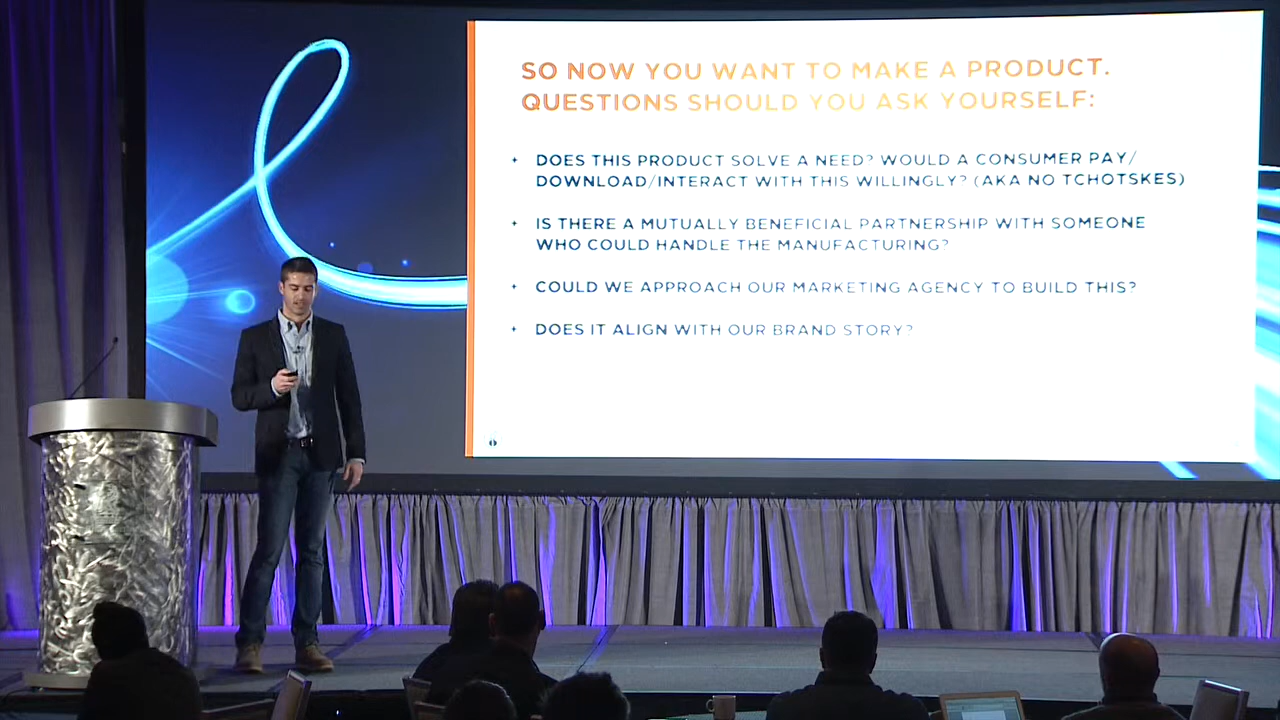 SO NOW YOU WANT TO MAKE A PRODUCT.
QUESTIONS SHOULD YOU ASK YOURSELF:
+ DOES THIS PRODUCT SOLVE A NEED? WOULD A CONSUMER PAY/
DOWNLOAD/INTERACT WITH THIS WILLINGLY? (AKA NO TCHOTSKES)
+ IS THERE A MUTUALLY BENEFICIAL PARTNERSHIP WITH SOMEONE
WHO COULD HANDLE THE MANUFACTURING?
+ COULD WE APPROACH OUR MARKETING AGENCY TO BUILD THIS?
+ DOES IT ALIGN WITH OUR BRAND STORY?